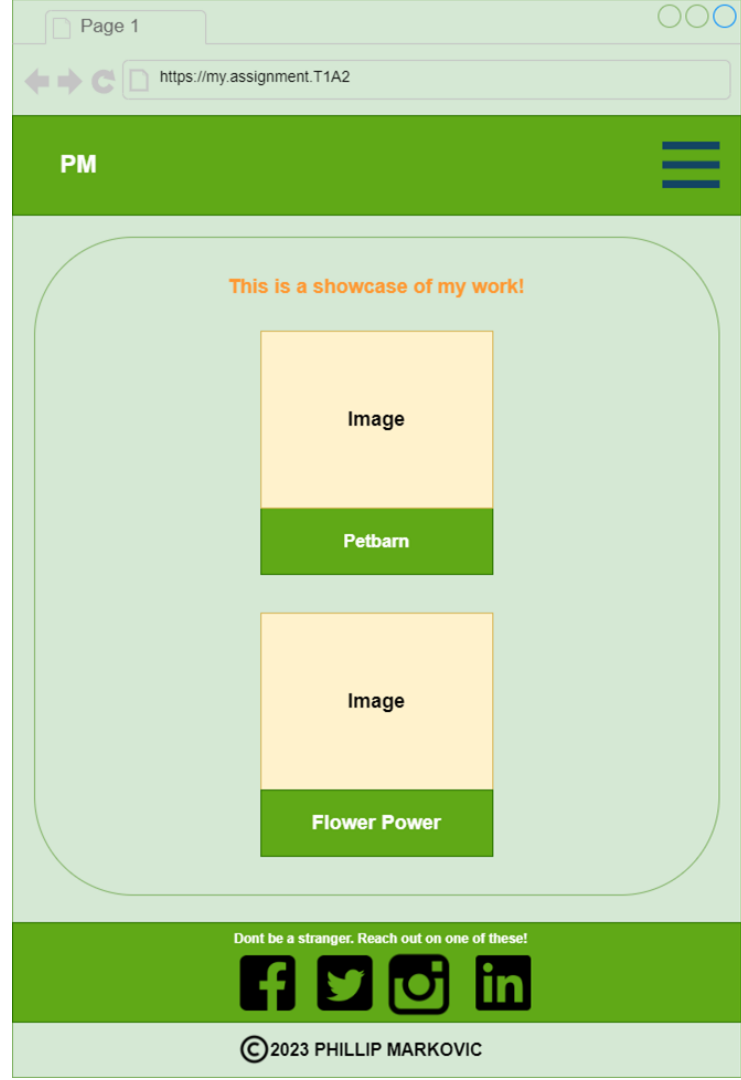 Page 1
https://my.assignment.T1A2
PM
This is a showcase of my work!
Image
Petbarn
Image
Flower Power
Dont be a stranger. Reach out on one of these!
f in
©2023 PHILLIP MARKOVIC